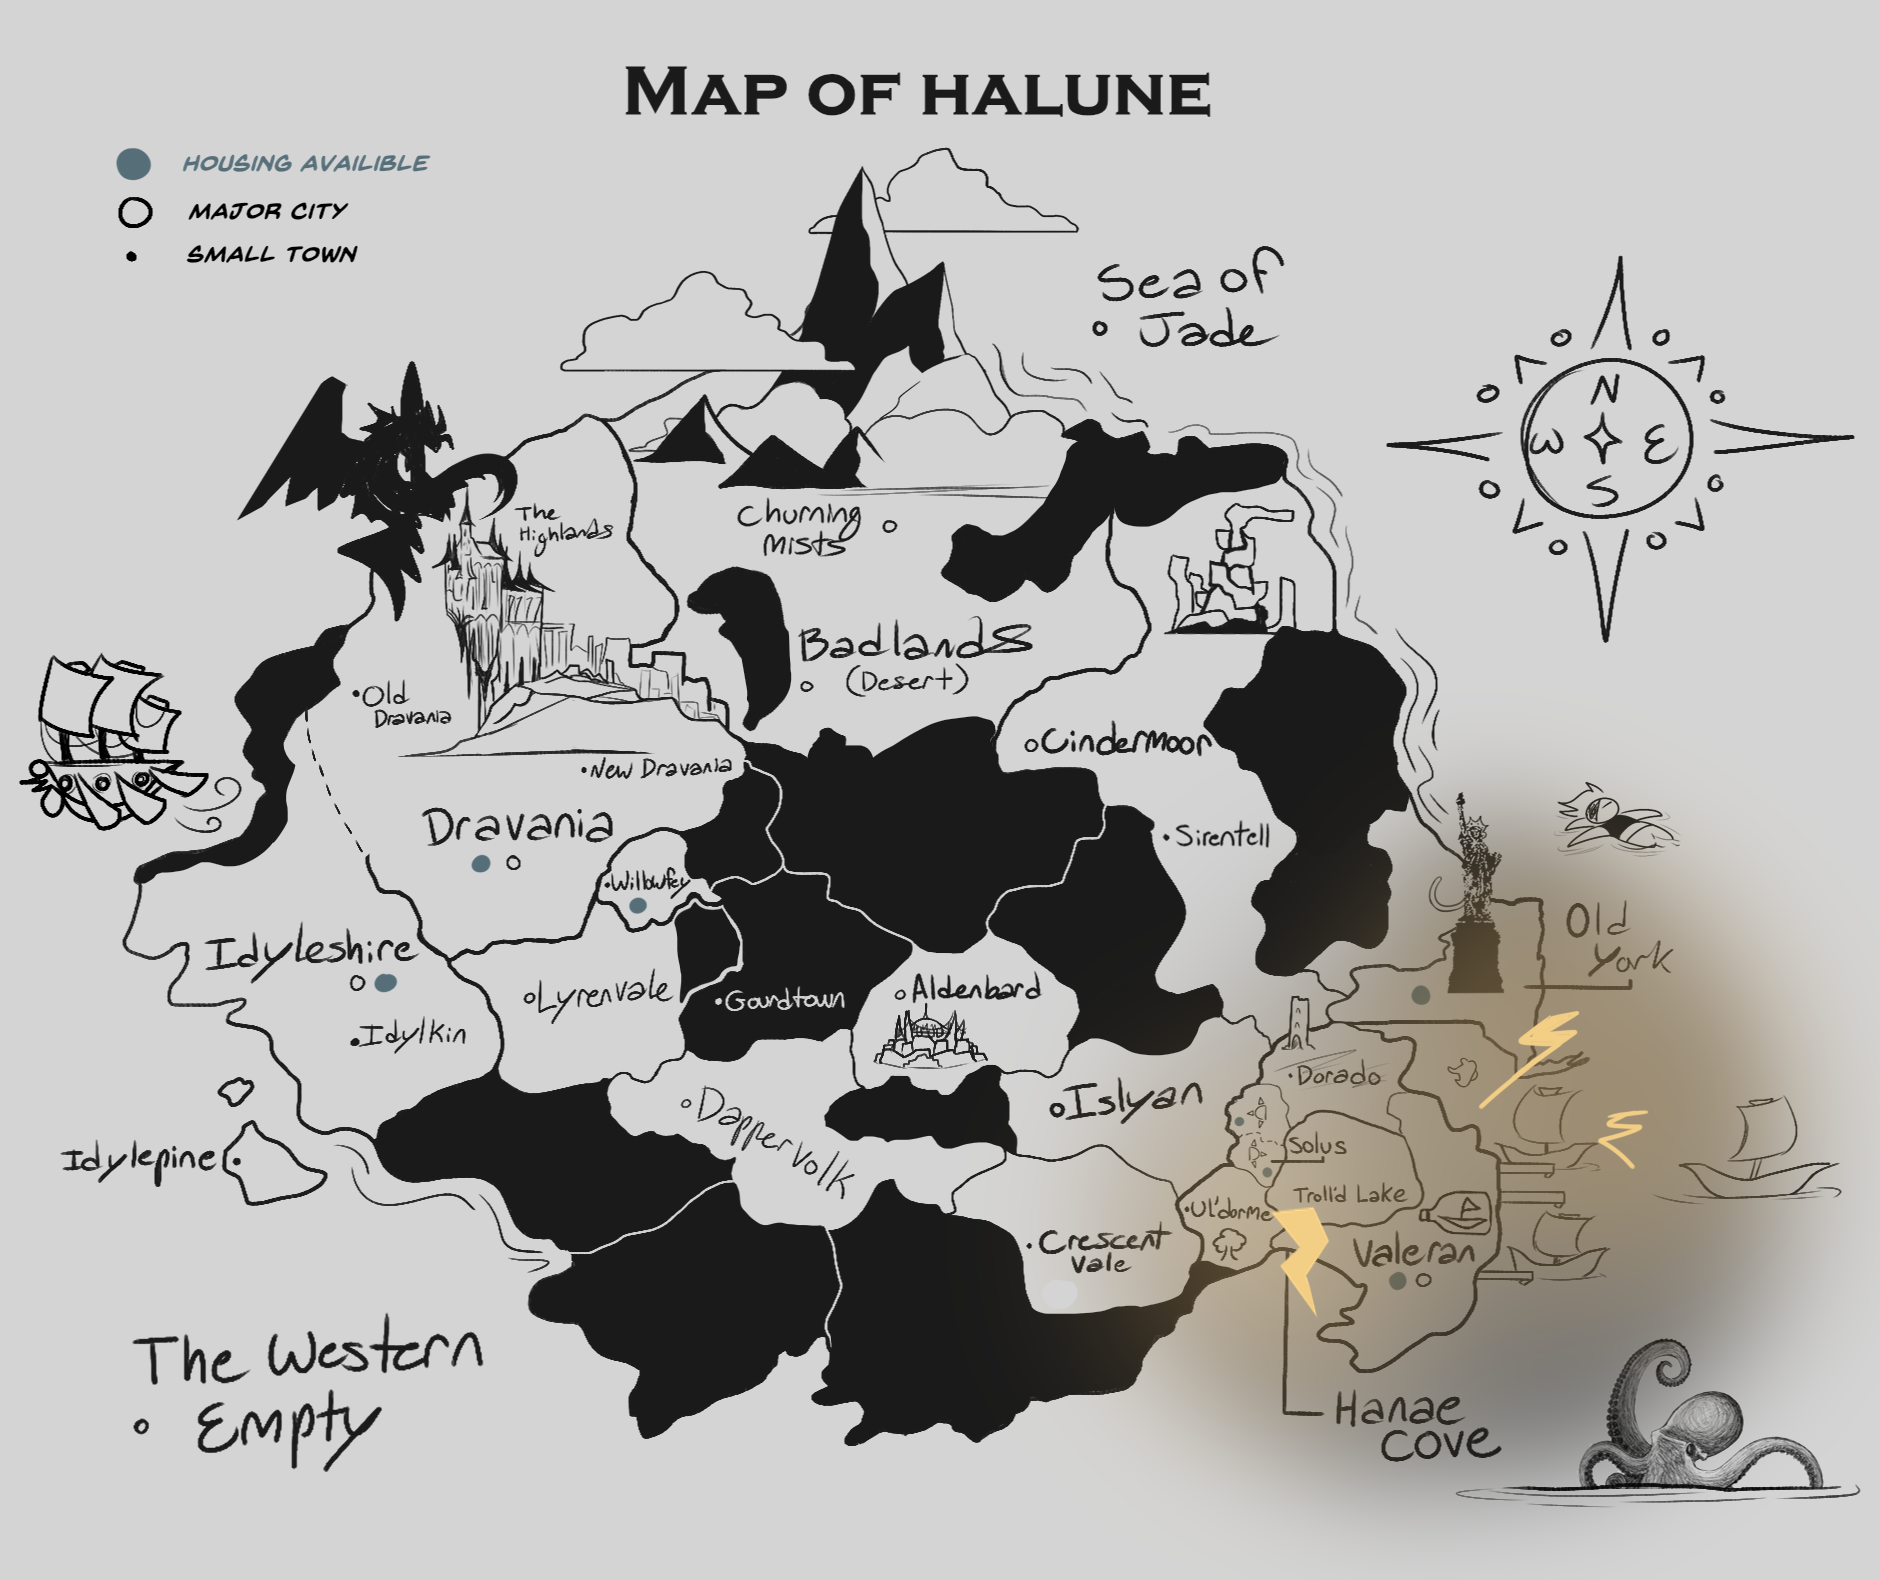 MAP OF HALUNE
HOUSING AVAILIBLE
MAJOR CITY
SMALL TOWN
Sea of
Jade
N
W E
S
The
Highlands
Churning
Mists
Badlands
(Desert)
Old
Dravania
New Dravania
Cindermoor
Dravania
Sirentell
Willowfey
Old
York
Idyleshire
Lyrenvale
Goundtown
Aldenbard
Idylkin
Dorado
Islyan
Dappervolk
Solus
Idylepine
Troll'd Lake
Ul'dorme
Crescent
Vale
Valeran
The Western
Empty
Hanae
Cove